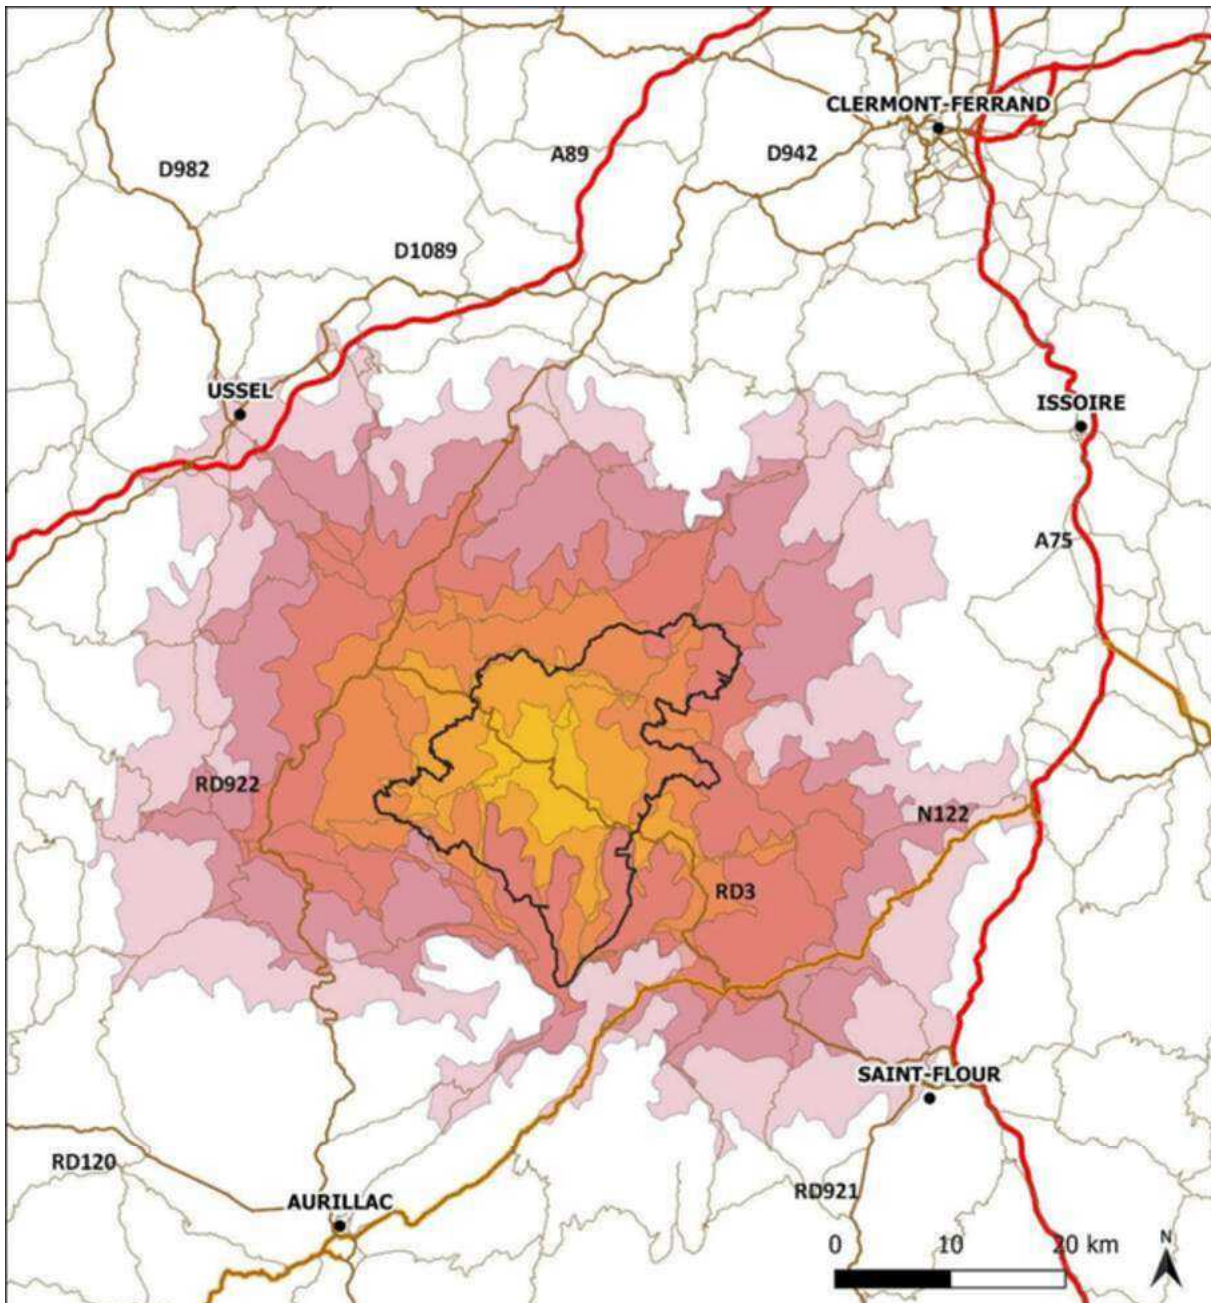 CLERMONT-FERRAND
D982
A89
D942
D1089
USSEL
ISSOIRE
A75
RD922
N122
RD3
SAINT-FLOUR
RD120
RD921
AURILLAC
0 10 20 km
N